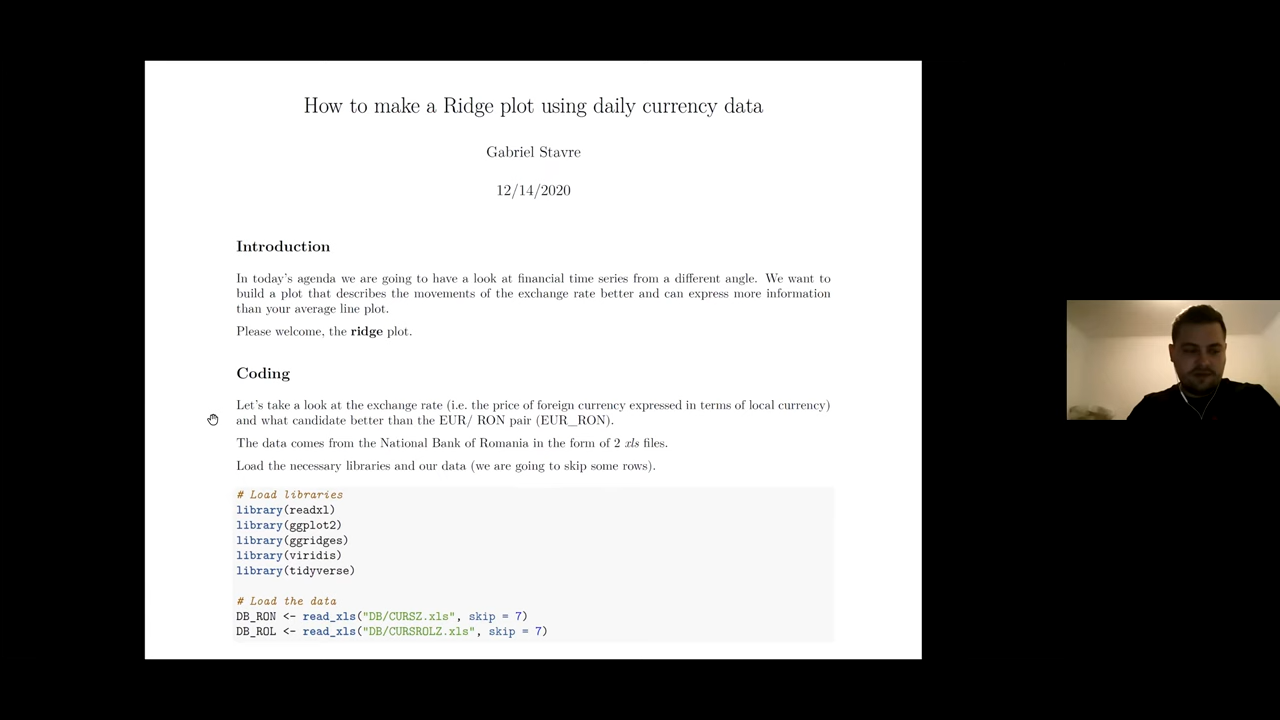 How to make a Ridge plot using daily currency data
Gabriel Stavre
12/14/2020
Introduction
In today's agenda we are going to have a look at financial time series from a different angle. We want to
build a plot that describes the movements of the exchange rate better and can express more information
than your average line plot.
Please welcome, the ridge plot.
Coding
Let's take a look at the exchange rate (i.e. the price of foreign currency expressed in terms of local currency)
and what candidate better than the EUR/ RON pair (EUR_RON).
The data comes from the National Bank of Romania in the form of 2 xls files.
Load the necessary libraries and our data (we are going to skip some rows).
# Load libraries
library(readxl)
library(ggplot2)
library(ggridges)
library(viridis)
library(tidyverse)
# Load the data
DB_RON <- read_xls("DB/CURSZ.xls", skip = 7)
DB_ROL <- read_xls("DB/CURSROLZ.xls", skip = 7)